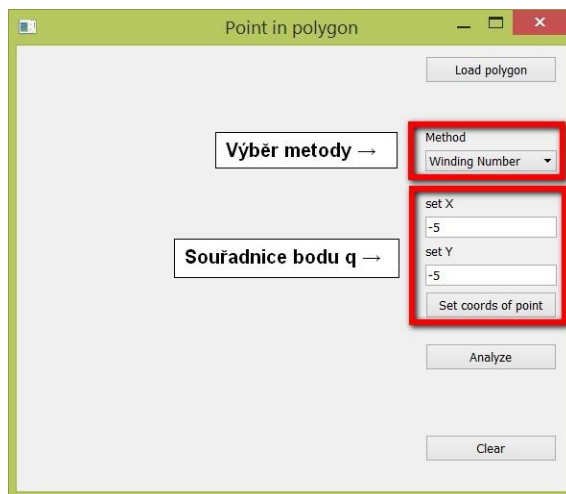 Point in polygon
Load polygon
Method
Výběr metody →
Winding Number
set X
-5
set Y
Souřadnice bodu q →
-5
Set coords of point
Analyze
Clear